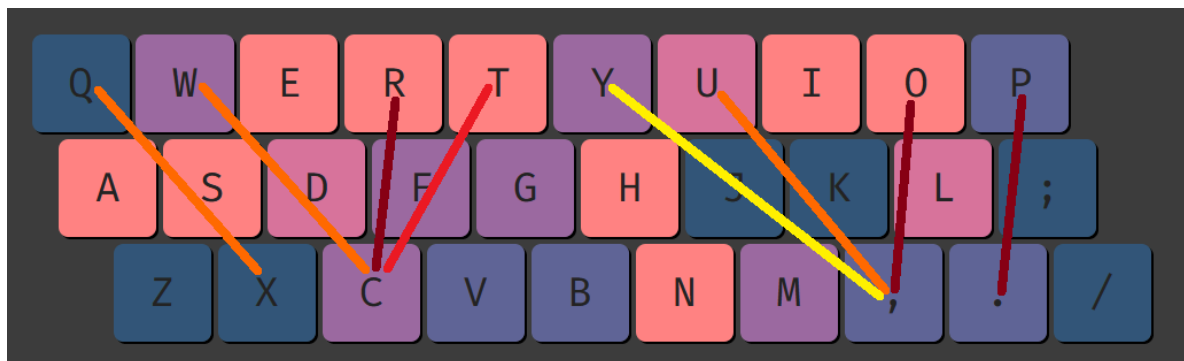 Q W E R T Y U I O P
A S D F G H J K L ;
Z X C V B N M , . /